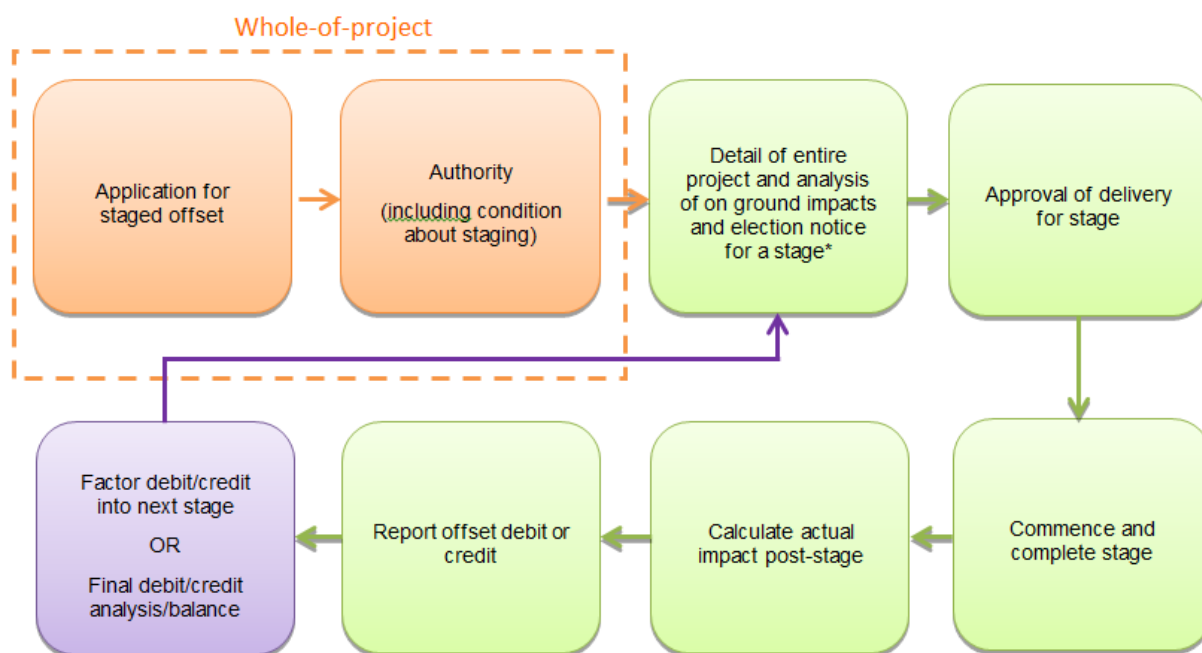 Whole-of-project
Application for
staged offset
Authority
(including condition
about staging)
Detail of entire
project and analysis
of on ground impacts
and election notice
for a stage*
Approval of delivery
for stage
Factor debit/credit
into next stage
OR
Final debit/credit
analysis/balance
Report offset debit or
credit
Calculate actual
impact post-stage
Commence and
complete stage